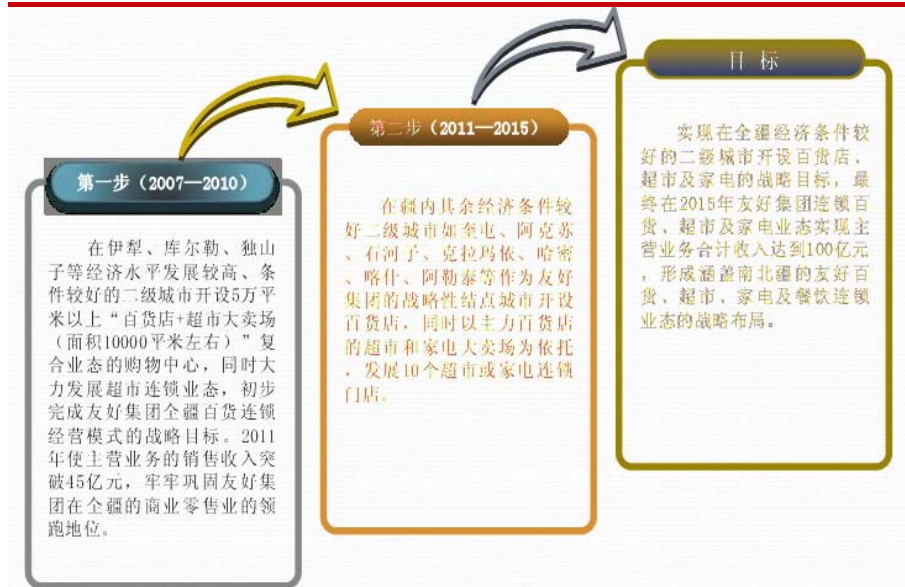 第一步（2007—2010）
在伊犁、库尔勒、独山
子等经济水平发展较高、条
件较好的二级城市开设5万平
米以上“百货店+超市大卖场
（面积10000平米左右）”复
合业态的购物中心，同时大
力发展超市连锁业态，初步
完成友好集团全疆百货连锁
经营模式的战略目标。2011
年使主营业务的销售收入突
破45亿元，牢牢巩固友好集
团在全疆的商业零售业的领
跑地位。
第二步（2011—2015）
在疆内其余经济条件较
好二级城市如奎屯、阿克苏
、石河子、克拉玛依、哈密
、喀什、阿勒泰等作为友好
集团的战略性结点城市开设
百货店，同时以主力百货店
的超市和家电大卖场为依托
，发展10个超市或家电连锁
门店。
目 标
实现在全疆经济条件较
好的二级城市开设百货店、
超市及家电的战略目标，最
终在2015年友好集团连锁百
货、超市及家电业态实现主
营业务合计收入达到100亿元
，形成涵盖南北疆的友好百
货、超市、家电及餐饮连锁
业态的战略布局。